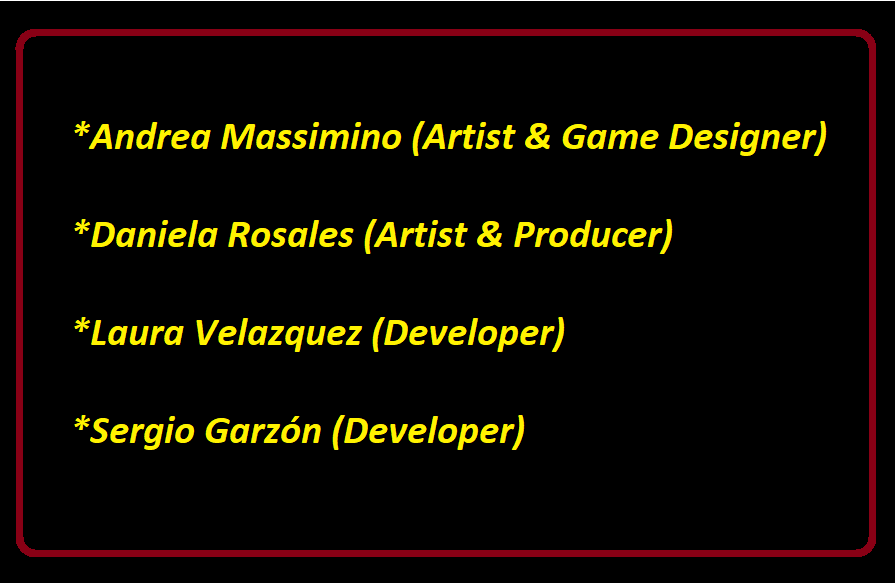 *Andrea Massimino (Artist & Game Designer)
*Daniela Rosales (Artist & Producer)
*Laura Velazquez (Developer)
*Sergio Garzón (Developer)